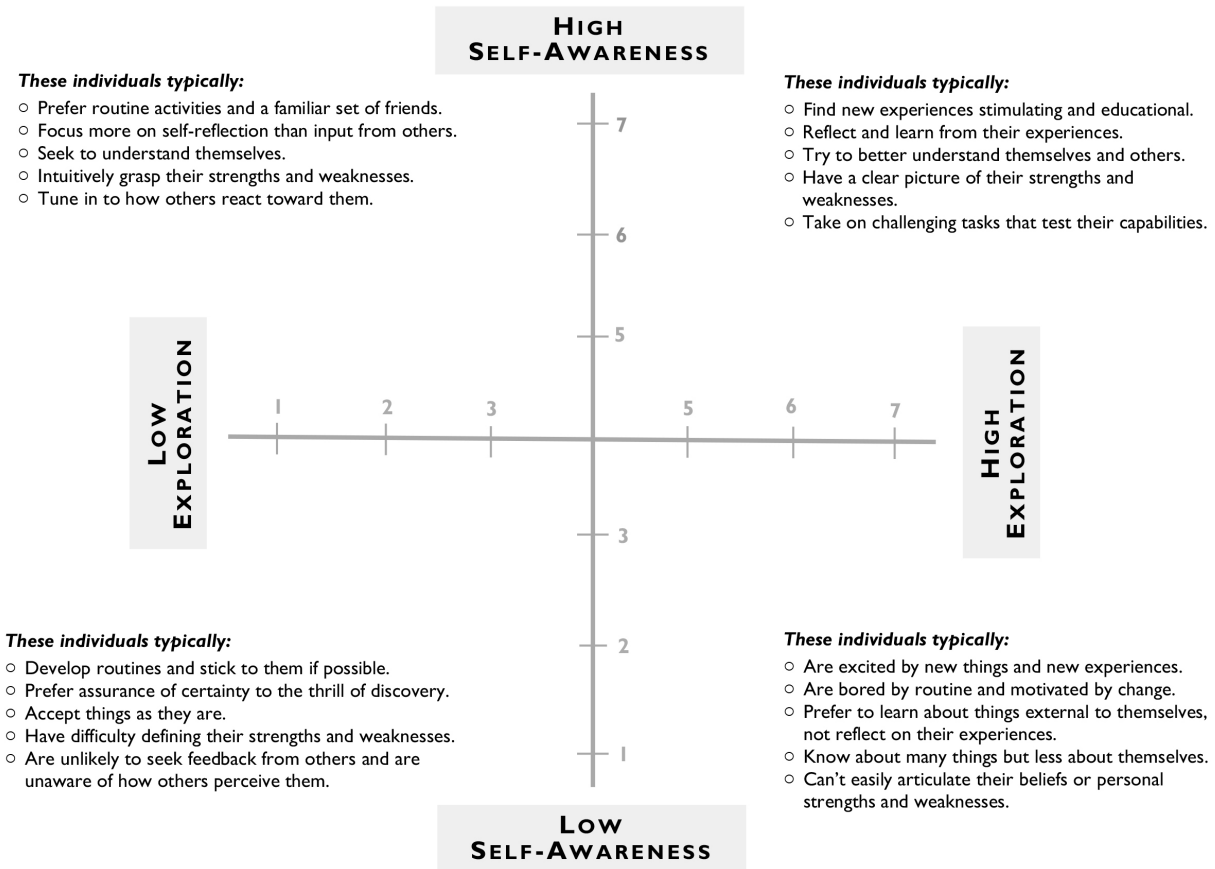 HIGH
SELF-AWARENESS
These individuals typically:
○ Prefer routine activities and a familiar set of friends.
○ Focus more on self-reflection than input from others.
○ Seek to understand themselves.
○ Intuitively grasp their strengths and weaknesses.
○ Tune in to how others react toward them.
These individuals typically:
○ Find new experiences stimulating and educational.
○ Reflect and learn from their experiences.
○ Try to better understand themselves and others.
○ Have a clear picture of their strengths and
weaknesses.
○ Take on challenging tasks that test their capabilities.
7
6
5
LOW
EXPLORATION
1 2 3 5 6 7
HIGH
EXPLORATION
3
2
1
These individuals typically:
○ Develop routines and stick to them if possible.
○ Prefer assurance of certainty to the thrill of discovery.
○ Accept things as they are.
○ Have difficulty defining their strengths and weaknesses.
○ Are unlikely to seek feedback from others and are
unaware of how others perceive them.
These individuals typically:
○ Are excited by new things and new experiences.
○ Are bored by routine and motivated by change.
○ Prefer to learn about things external to themselves,
not reflect on their experiences.
○ Know about many things but less about themselves.
○ Can't easily articulate their beliefs or personal
strengths and weaknesses.
LOW
SELF-AWARENESS